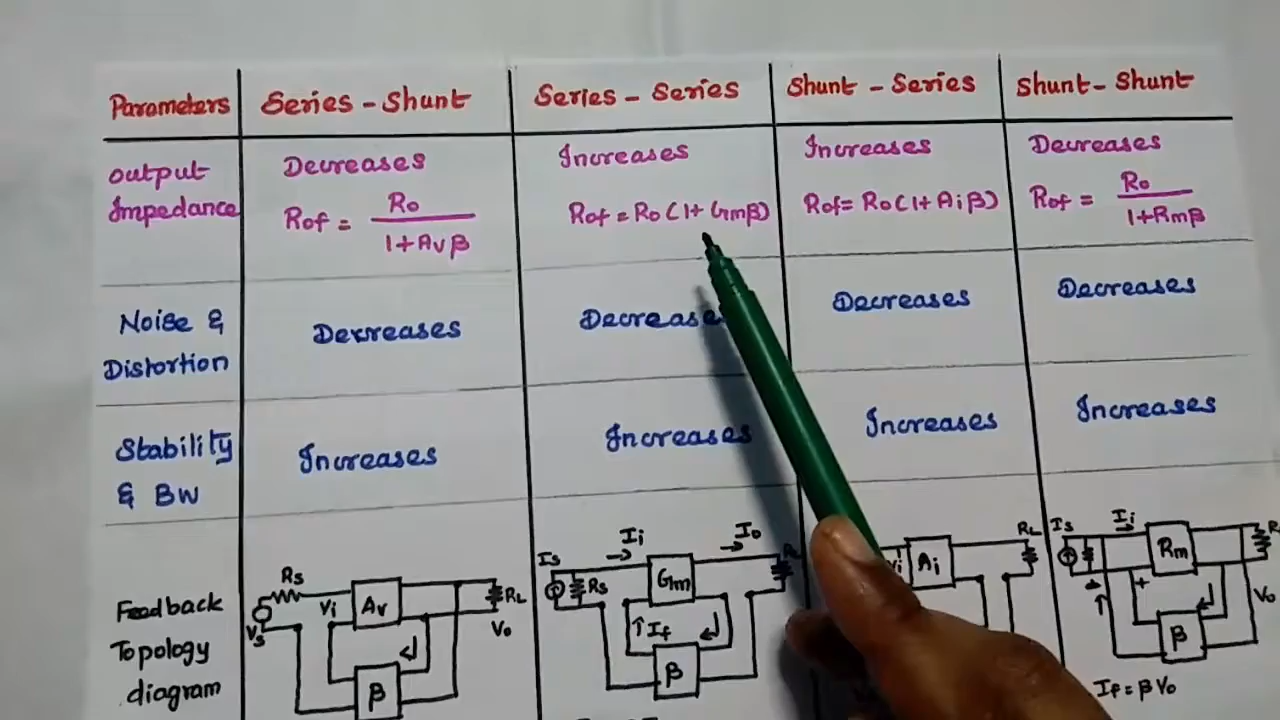 Parameters Series - Shunt Series - Series Shunt - Series Shunt - Shunt
Output Impedance
Decreases
Rof = Ro / 1+Avβ
Increases
Rof = Ro (1+ Gmβ)
Increases
Rof = Ro (1+ Aiβ)
Decreases
Rof = Ro / 1+Rmβ
Noise &
Distortion
Decreases Decreases Decreases
Stability
& BW
Increases Increases Increases Increases
Feedback
Topology
diagram
Rs
Vs
Vi
Av
RL
Vo
β
Is
Ii
Io
Rs
Gm
If
β
Ai
RL
Is
Ii
Rm
Vo
β
If = βVo